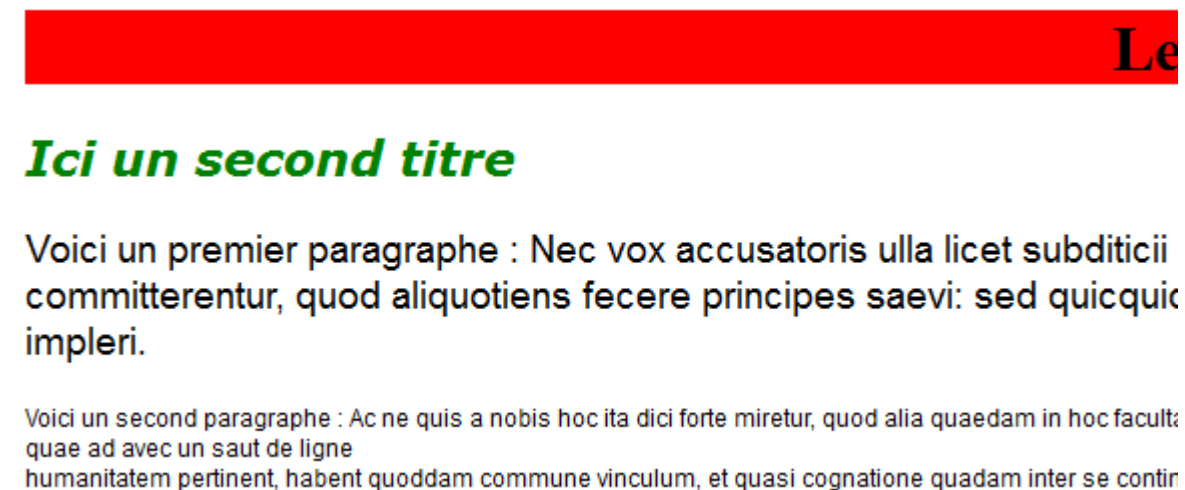 Le
Ici un second titre
Voici un premier paragraphe : Nec vox accusatoris ulla licet subditicii
committerentur, quod aliquotiens fecere principes saevi: sed
impleri.
Voici un second paragraphe : Ac ne quis a nobis hoc ita dici forte miretur, quod alia quaedam in hoc
quae ad avec un saut de ligne
humanitatem pertinent, habent quoddam commune vinculum, et quasi cognatione quadam inter se